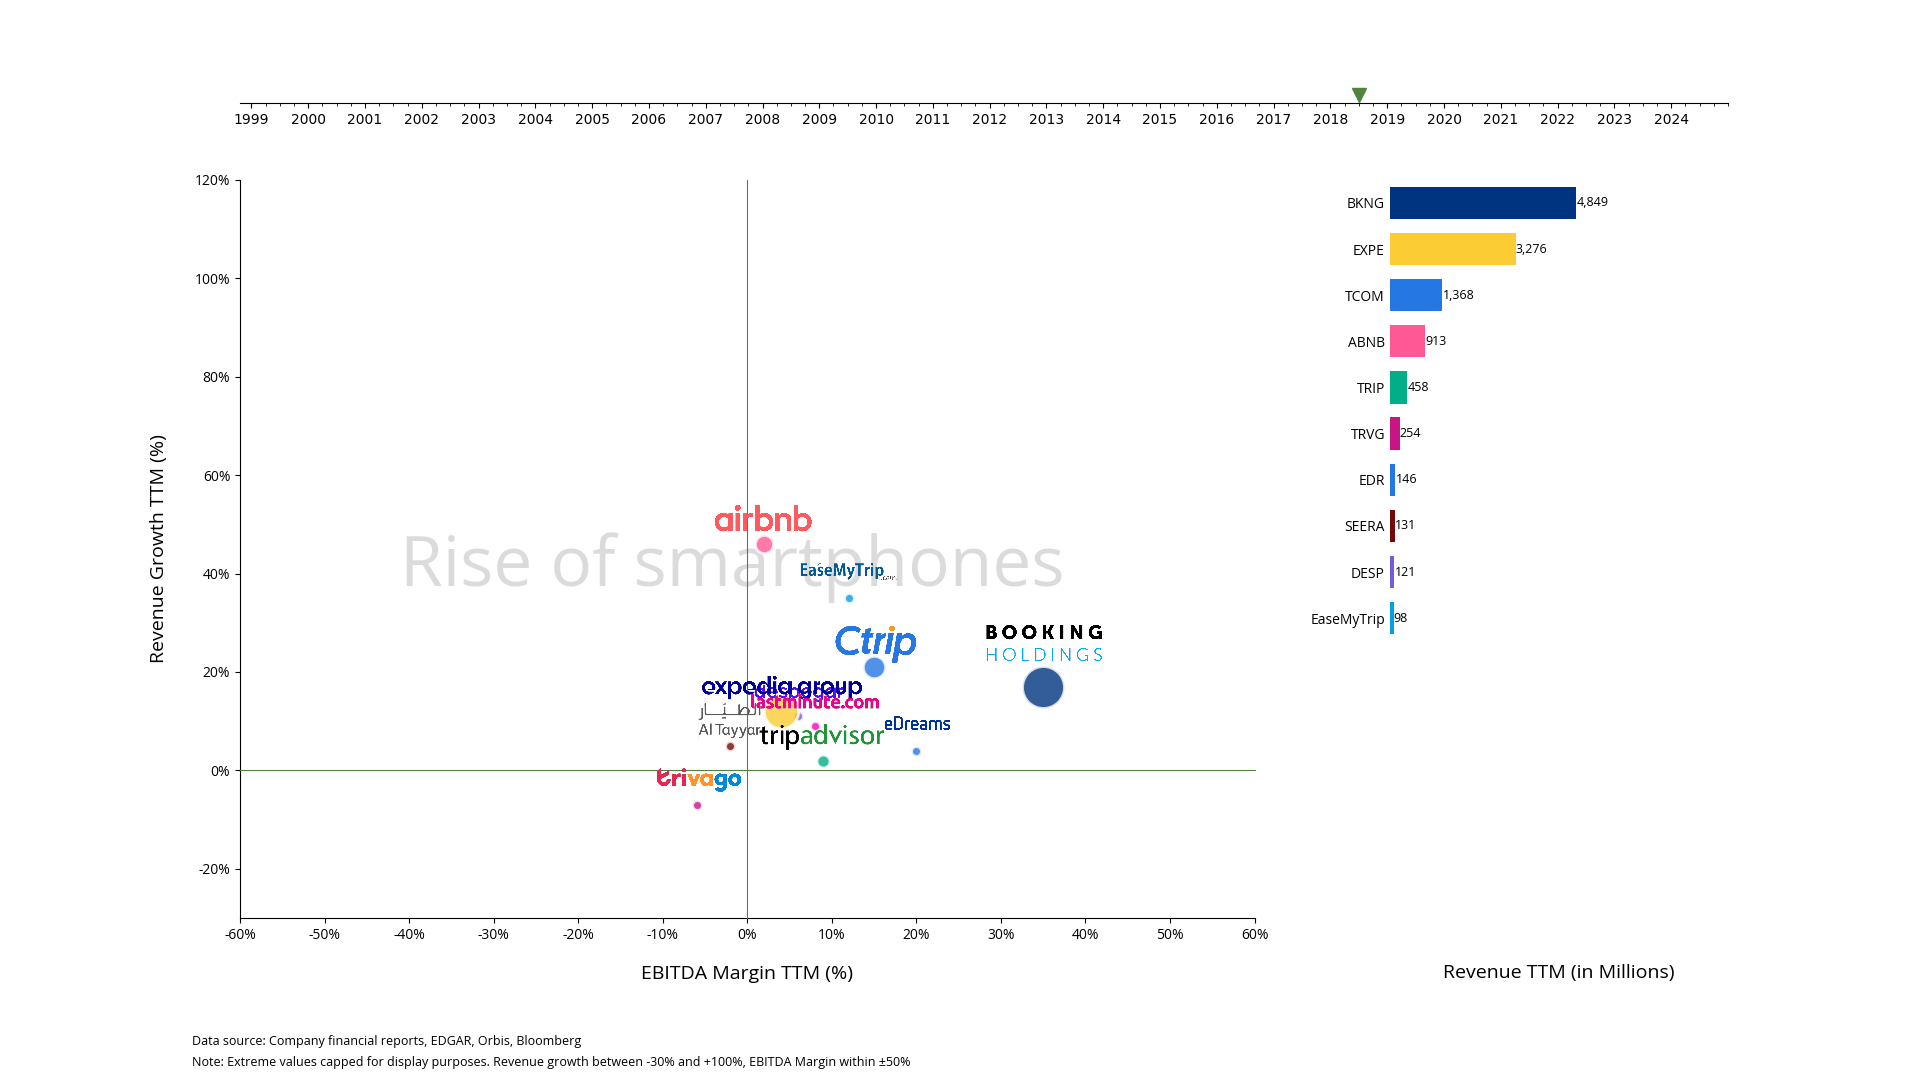 1999 2000 2001 2002 2003 2004 2005 2006 2007 2008 2009 2010 2011 2012 2013 2014 2015 2016 2017 2018 2019 2020 2021 2022 2023 2024
Revenue Growth TTM (%)
120%
100%
80%
60%
40%
20%
0%
-20%
Rise of smartphones
airbnb
EaseMyTrip.com
Ctrip
BOOKING
HOLDINGS
expedia group
despegar
lastminute.com
الطيّار
Al Tayyar
tripadvisor
eDreams
trivago
-60% -50% -40% -30% -20% -10% 0% 10% 20% 30% 40% 50% 60%
EBITDA Margin TTM (%)
BKNG 4,849
EXPE 3,276
TCOM 1,368
ABNB 913
TRIP 458
TRVG 254
EDR 146
SEERA 131
DESP 121
EaseMyTrip 98
Revenue TTM (in Millions)
Data source: Company financial reports, EDGAR, Orbis, Bloomberg
Note: Extreme values capped for display purposes. Revenue growth between -30% and +100%, EBITDA Margin within ±50%